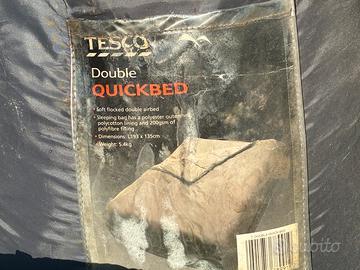 TESCO
Double
QUICKBED
• Soft flocked double airbed
• Sleeping bag has a polyester outer,
polycotton lining and 200gsm of
polyfibre filling
• Dimensions: L193 x 135cm
• Weight: 5.4kg
subito